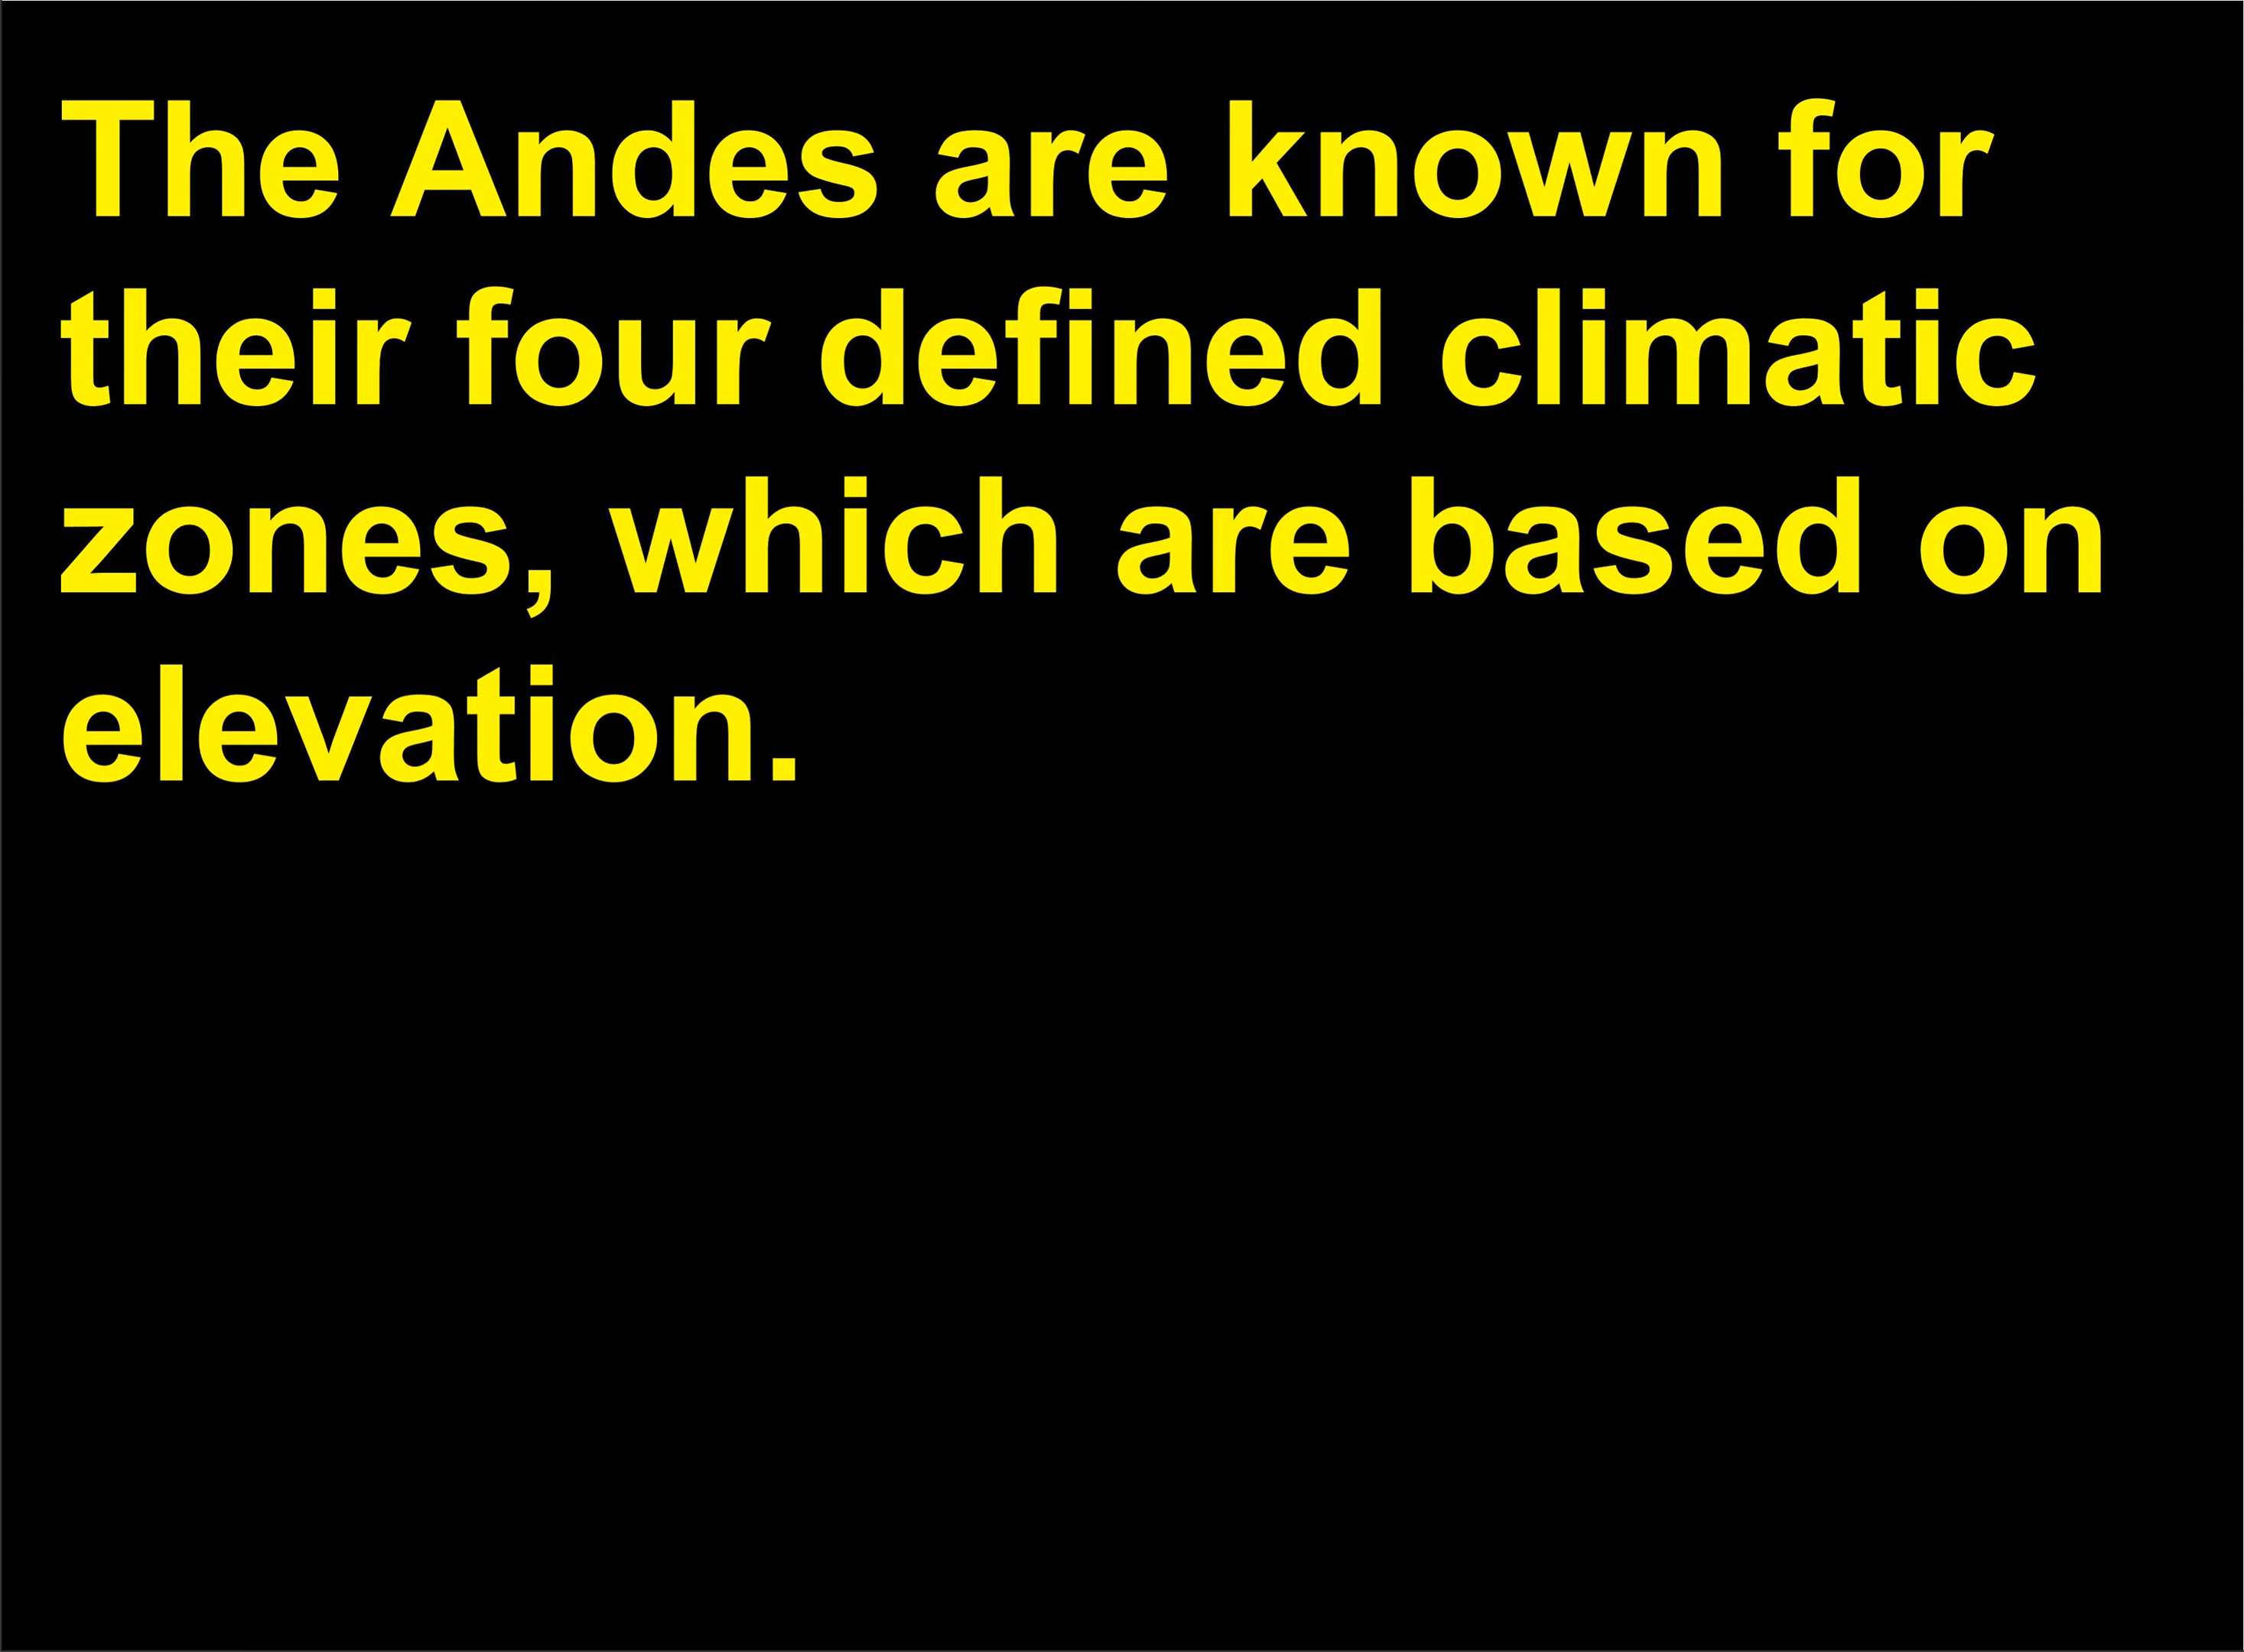 The Andes are known for
their four defined climatic
zones, which are based on
elevation.